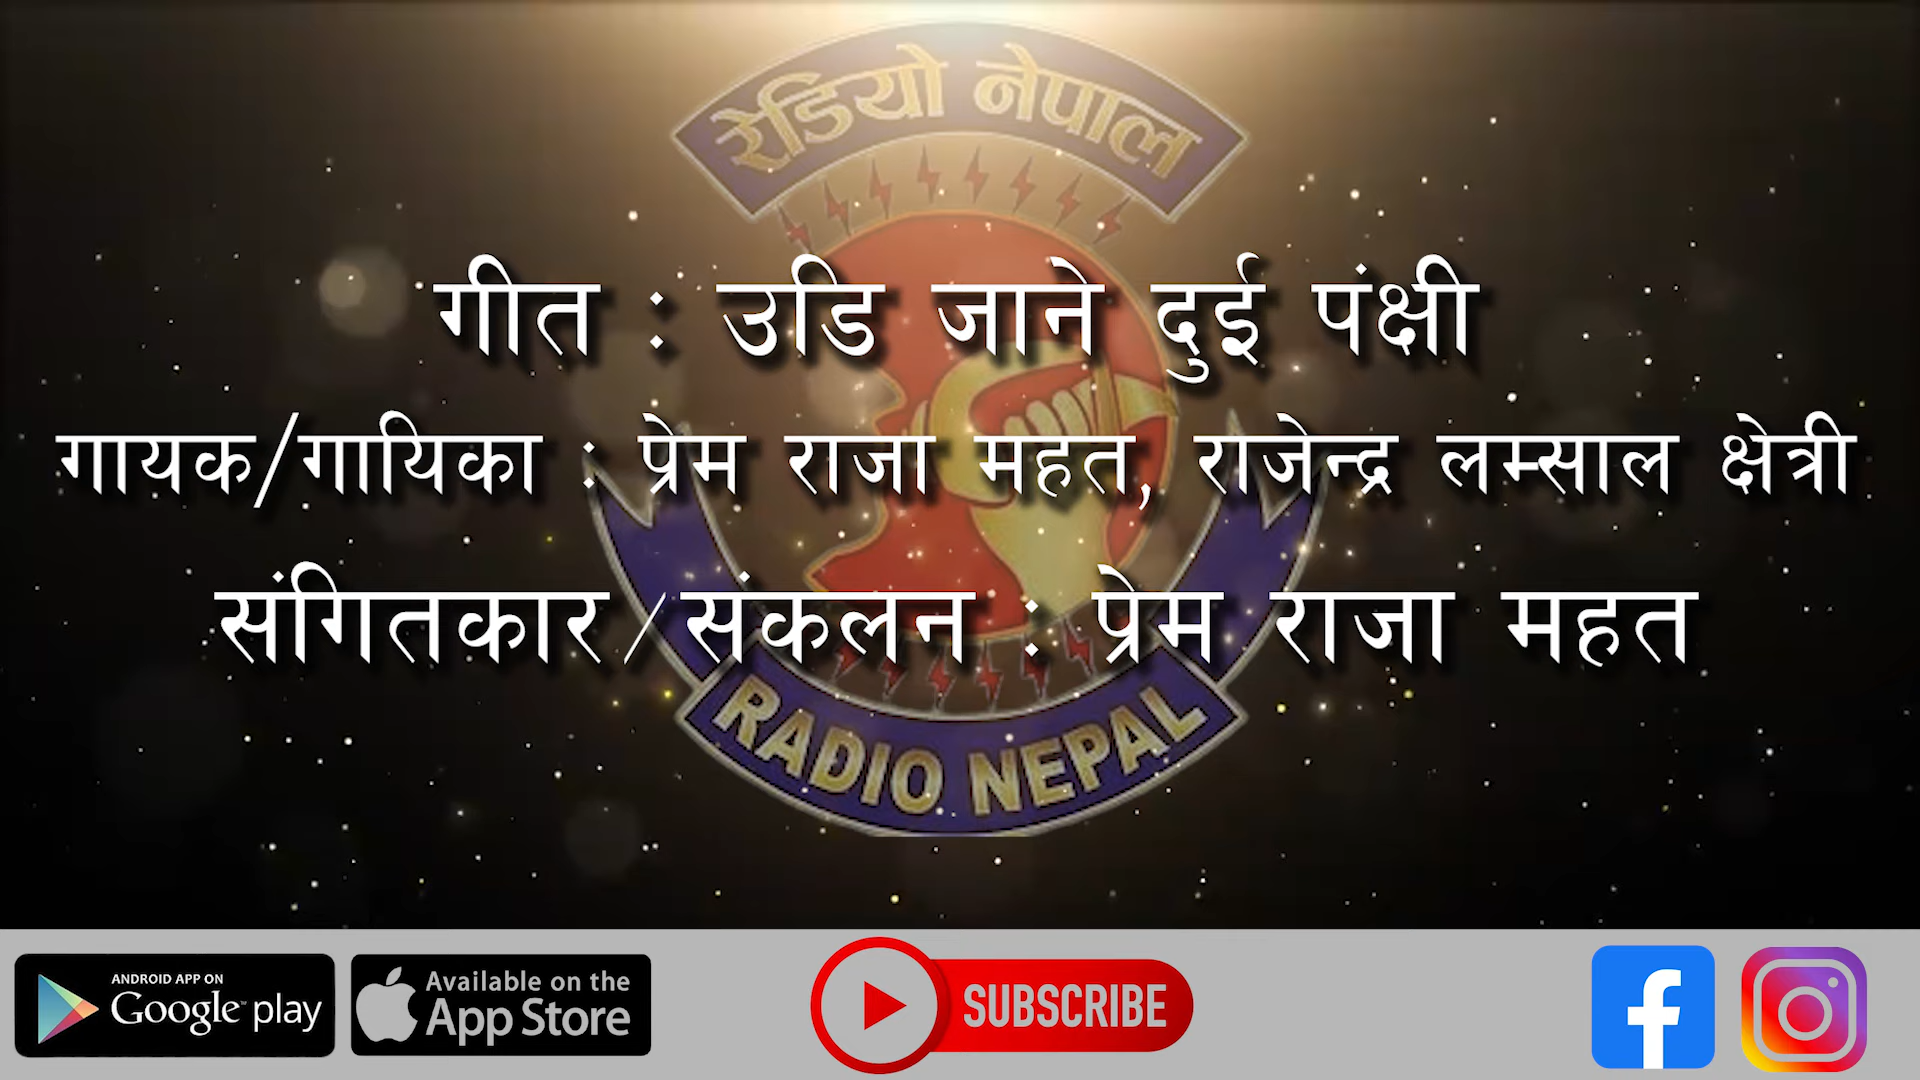 रेडियो नेपाल
गीत : उडि जाने दुई पंक्षी
गायक/गायिका : प्रेम राजा महत, राजेन्द्र लम्साल क्षेत्री
संगितकार/संकलन : प्रेम राजा महत
RADIO NEPAL
ANDROID APP ON
Google play
Available on the
App Store
SUBSCRIBE